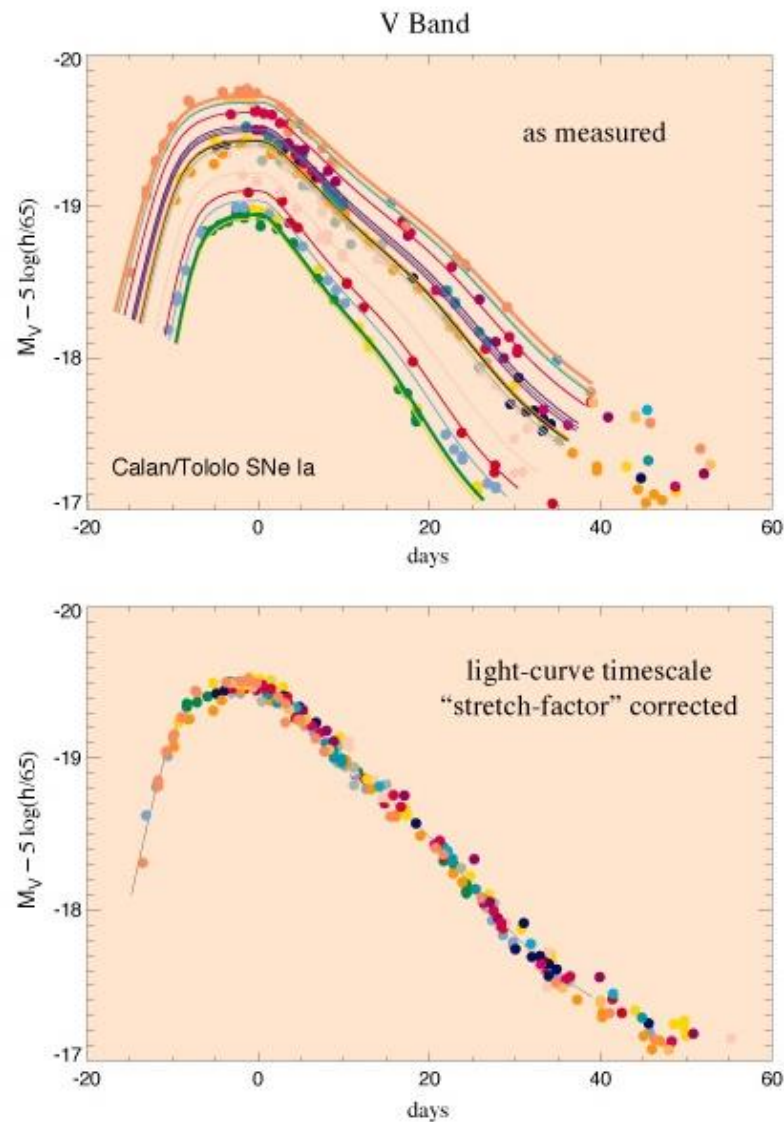 V Band
-20
as measured
-19
M_V – 5 log(h/65)
-18
Calan/Tololo SNe Ia
-17
-20 0 20 40 60
days
-20
light-curve timescale
“stretch-factor” corrected
-19
M_V – 5 log(h/65)
-18
-17
-20 0 20 40 60
days